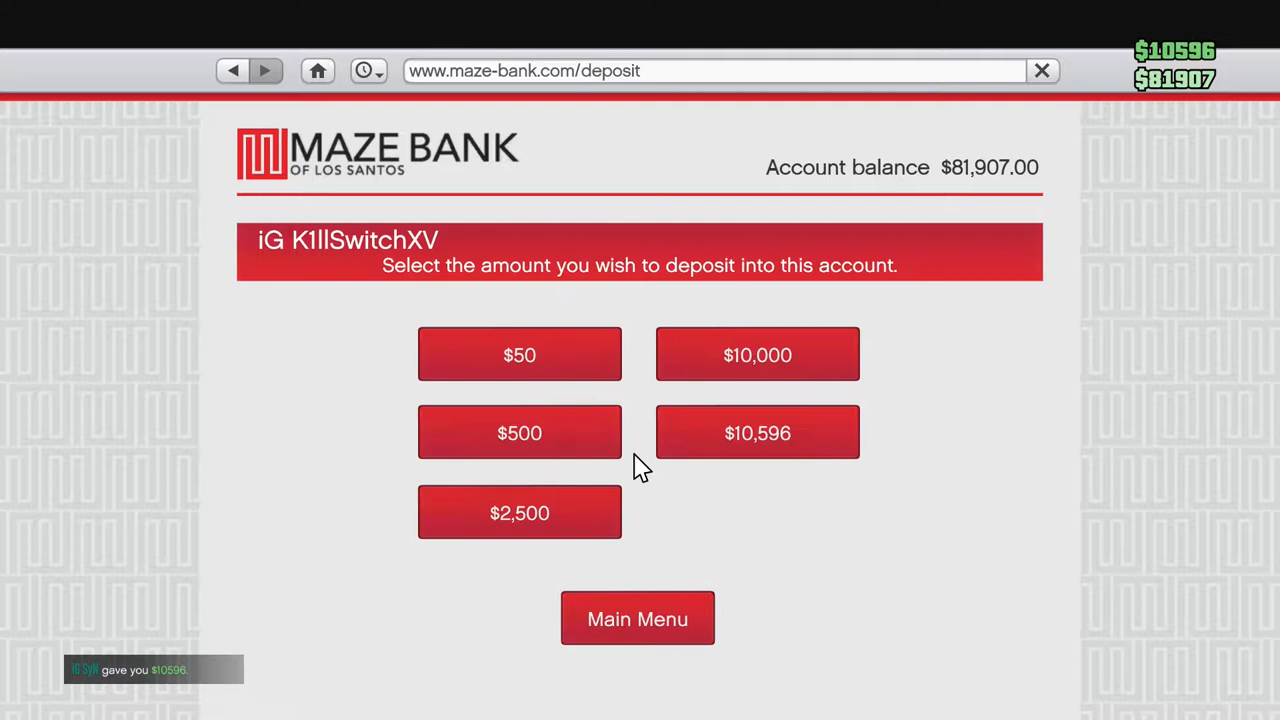 $10596
www.maze-bank.com/deposit
$81907
MAZE BANK
OF LOS SANTOS
Account balance $81,907.00
iG K1llSwitchXV
Select the amount you wish to deposit into this account.
$50
$10,000
$500
$10,596
$2,500
Main Menu
iG SyN gave you $10596.